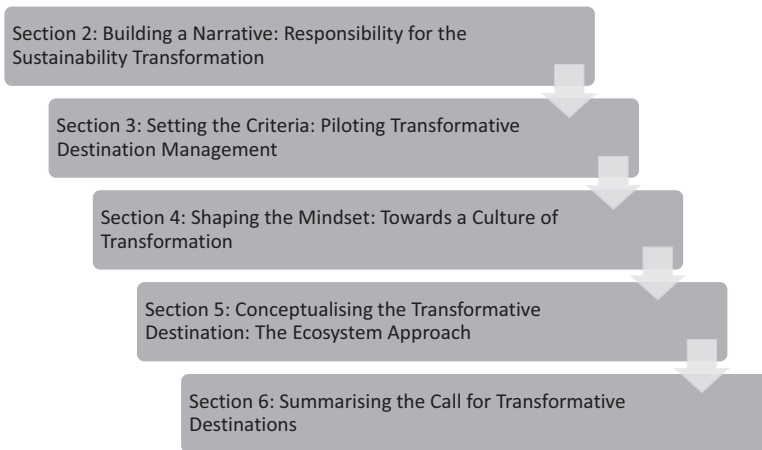 Section 2: Building a Narrative: Responsibility for the
Sustainability Transformation
Section 3: Setting the Criteria: Piloting Transformative
Destination Management
Section 4: Shaping the Mindset: Towards a Culture of
Transformation
Section 5: Conceptualising the Transformative
Destination: The Ecosystem Approach
Section 6: Summarising the Call for Transformative
Destinations